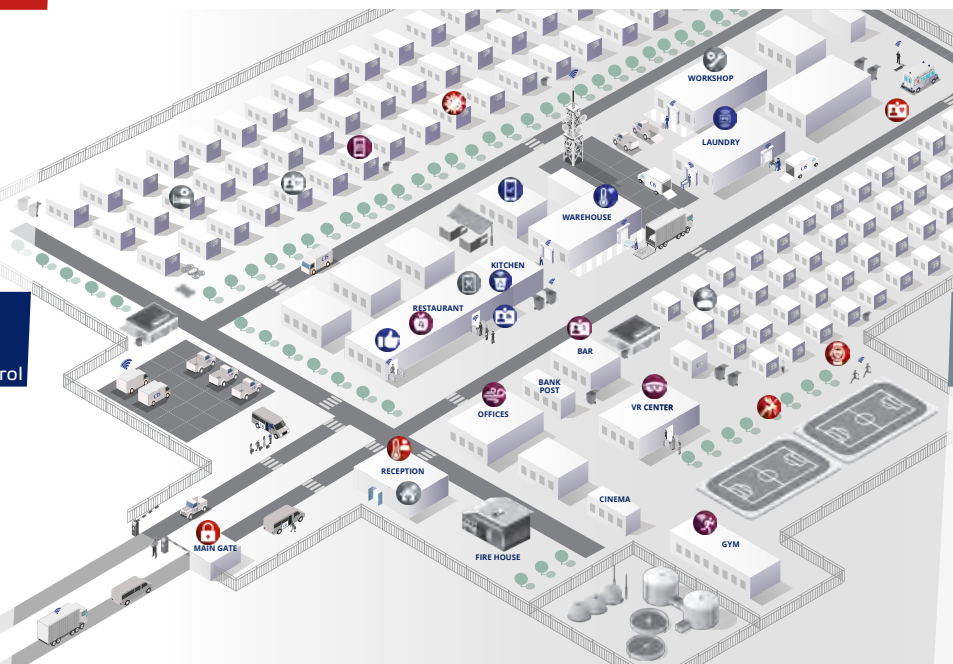 WORKSHOP
LAUNDRY
WAREHOUSE
KITCHEN
RESTAURANT
rol
BAR
BANK
POST
OFFICES
VR CENTER
RECEPTION
CINEMA
MAIN GATE
FIRE HOUSE
GYM